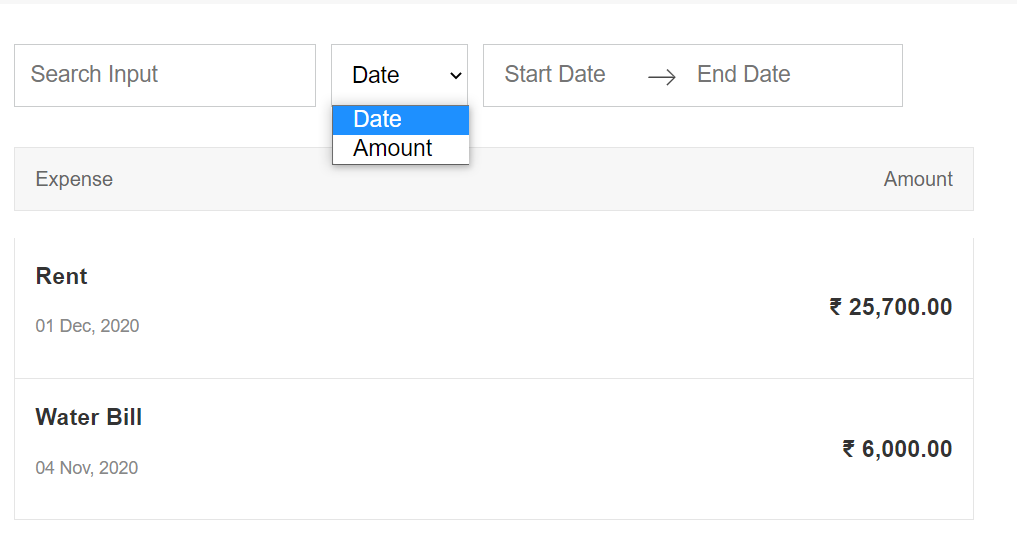 Search Input
Date
Start Date → End Date
Date
Amount
Expense Amount
Rent
₹ 25,700.00
01 Dec, 2020
Water Bill
₹ 6,000.00
04 Nov, 2020